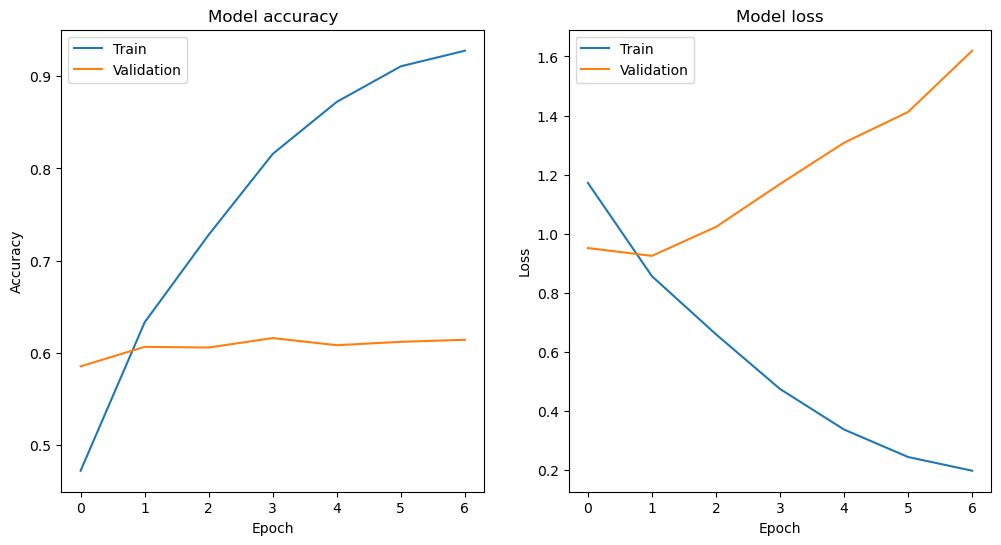 Model accuracy
Train
Validation
0.9
0.8
0.7
0.6
0.5
Accuracy
0 1 2 3 4 5 6
Epoch
Model loss
Train
Validation
1.6
1.4
1.2
1.0
0.8
0.6
0.4
0.2
Loss
0 1 2 3 4 5 6
Epoch